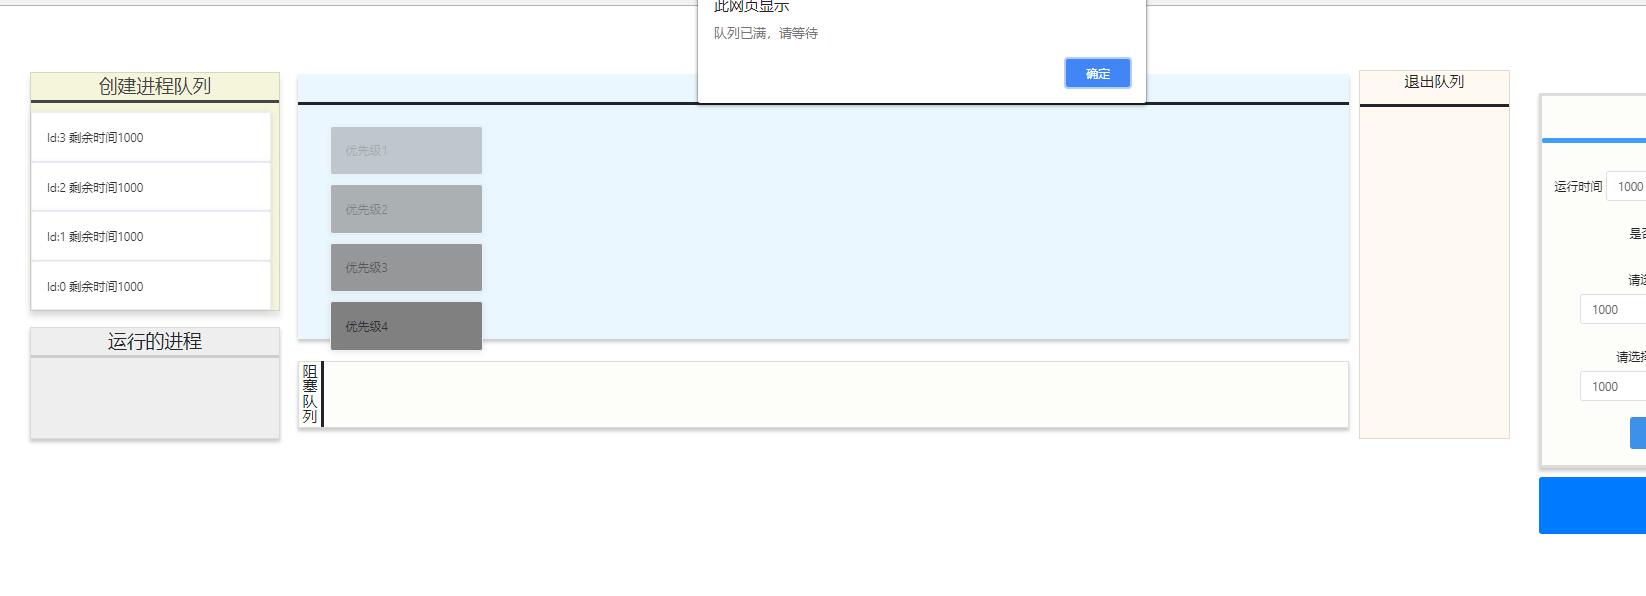 此网页显示
队列已满，请等待
确定
创建进程队列
Id:3 剩余时间1000
Id:2 剩余时间1000
Id:1 剩余时间1000
Id:0 剩余时间1000
运行的进程
优先级1
优先级2
优先级3
优先级4
阻塞队列
退出队列
运行时间 1000
是否
请选
1000
请选择
1000